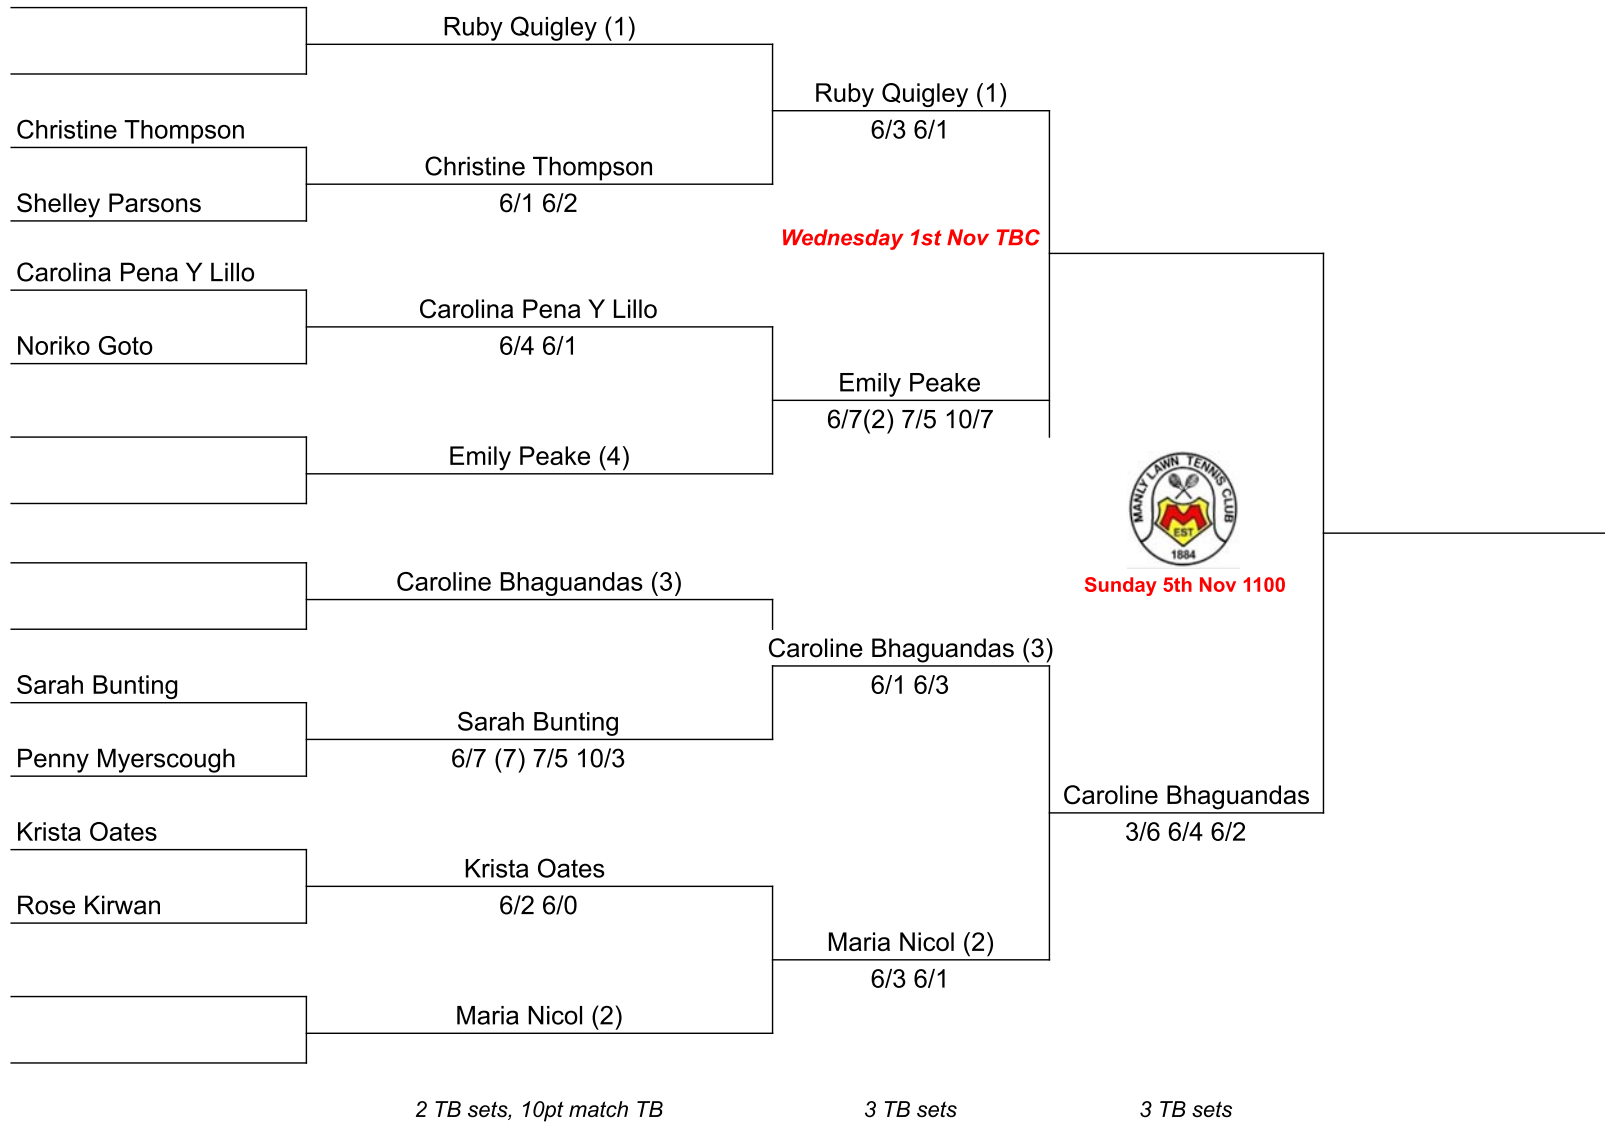 Ruby Quigley (1)
Ruby Quigley (1)
6/3 6/1
Christine Thompson
Christine Thompson
6/1 6/2
Shelley Parsons
Wednesday 1st Nov TBC
Carolina Pena Y Lillo
Carolina Pena Y Lillo
6/4 6/1
Noriko Goto
Emily Peake
6/7(2) 7/5 10/7
Emily Peake (4)
MANLY LAWN TENNIS CLUB
M
EST
1884
Sunday 5th Nov 1100
Caroline Bhaguandas (3)
Caroline Bhaguandas (3)
6/1 6/3
Sarah Bunting
Sarah Bunting
6/7 (7) 7/5 10/3
Penny Myerscough
Caroline Bhaguandas
3/6 6/4 6/2
Krista Oates
Krista Oates
6/2 6/0
Rose Kirwan
Maria Nicol (2)
6/3 6/1
Maria Nicol (2)
2 TB sets, 10pt match TB
3 TB sets
3 TB sets